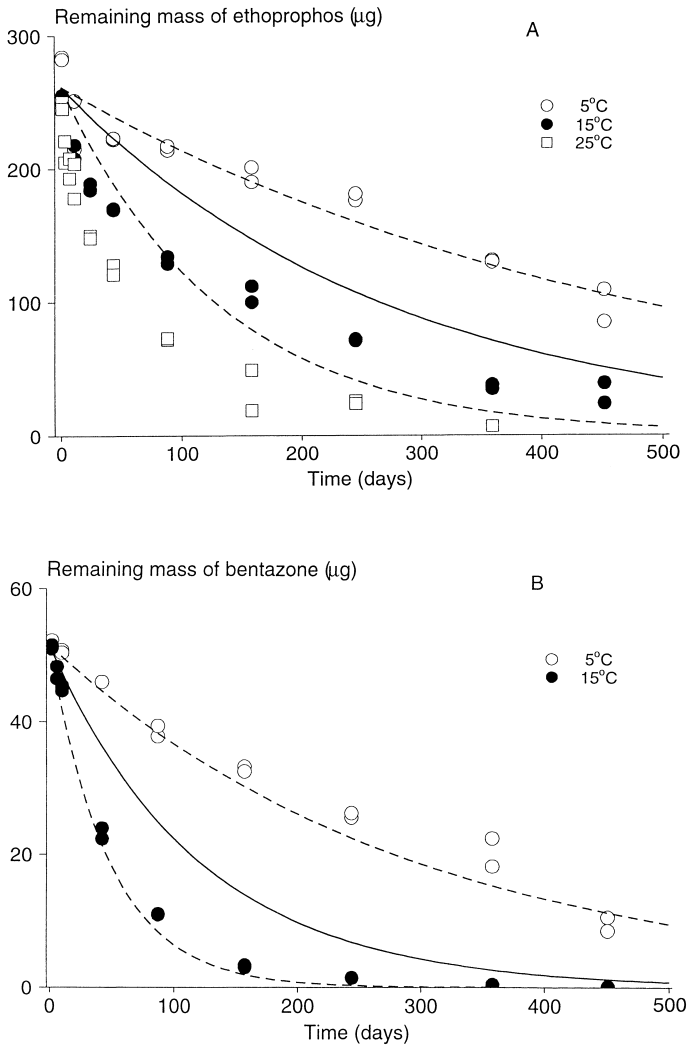 Remaining mass of ethoprophos (µg)
A
300
200
100
0
5°C
15°C
25°C
0 100 200 300 400 500
Time (days)
Remaining mass of bentazone (µg)
B
60
40
20
0
5°C
15°C
0 100 200 300 400 500
Time (days)